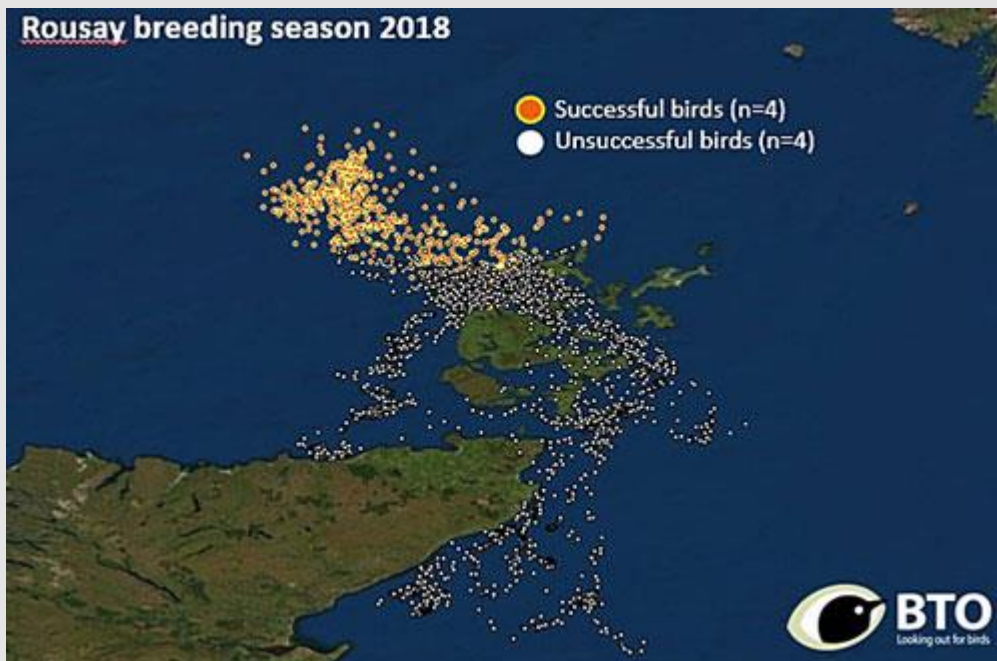 Rousay breeding season 2018
Successful birds (n=4)
Unsuccessful birds (n=4)
BTO
Looking out for birds